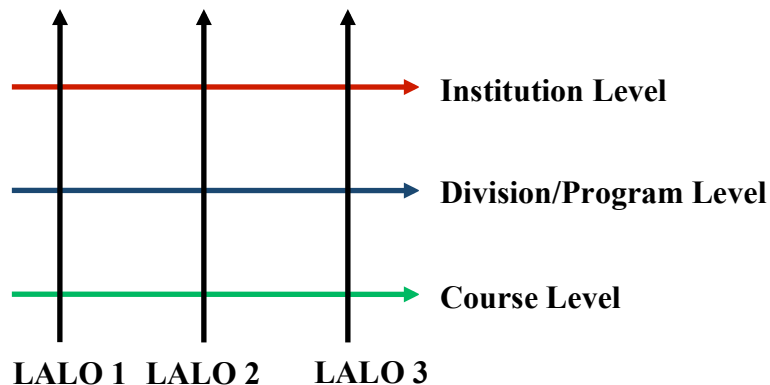 Institution Level
Division/Program Level
Course Level
LALO 1 LALO 2 LALO 3